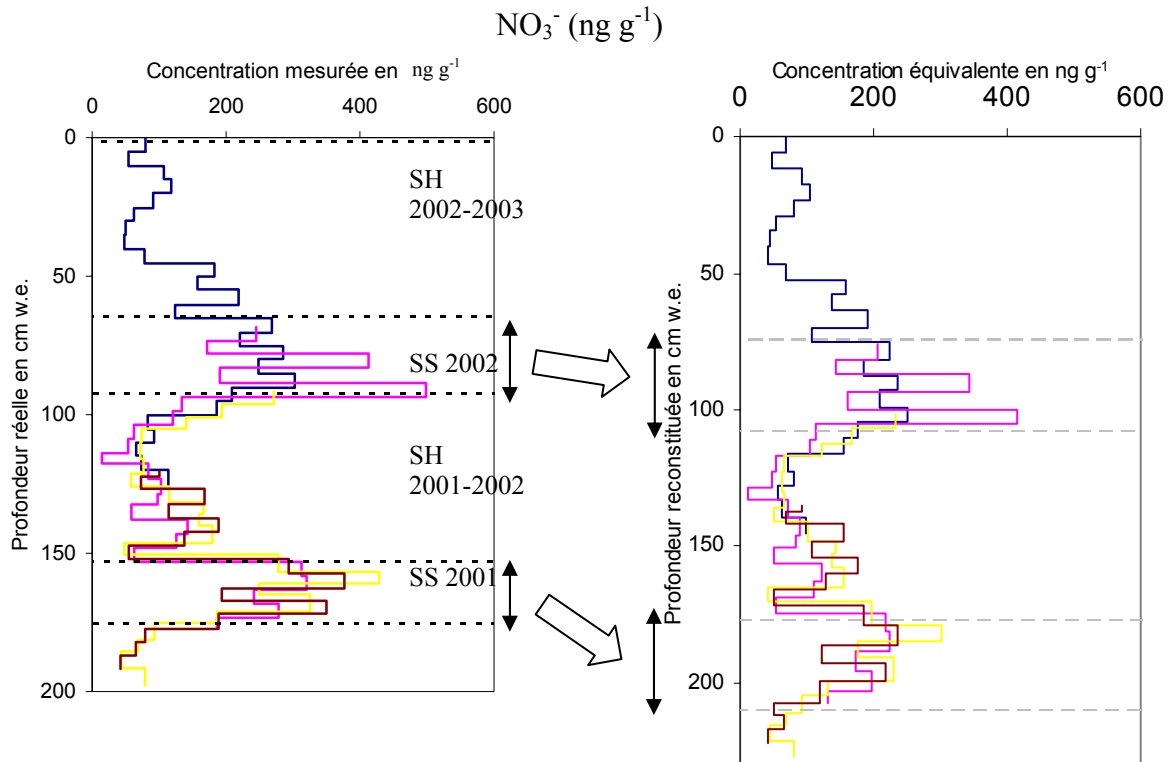 NO₃⁻ (ng g⁻¹)
Concentration mesurée en ng g⁻¹
0 200 400 600
0
50
100
150
200
Profondeur réelle en cm w.e.
SH
2002-2003
SS 2002
SH
2001-2002
SS 2001
Concentration équivalente en ng g⁻¹
0 200 400 600
0
50
100
150
200
Profondeur reconstituée en cm w.e.